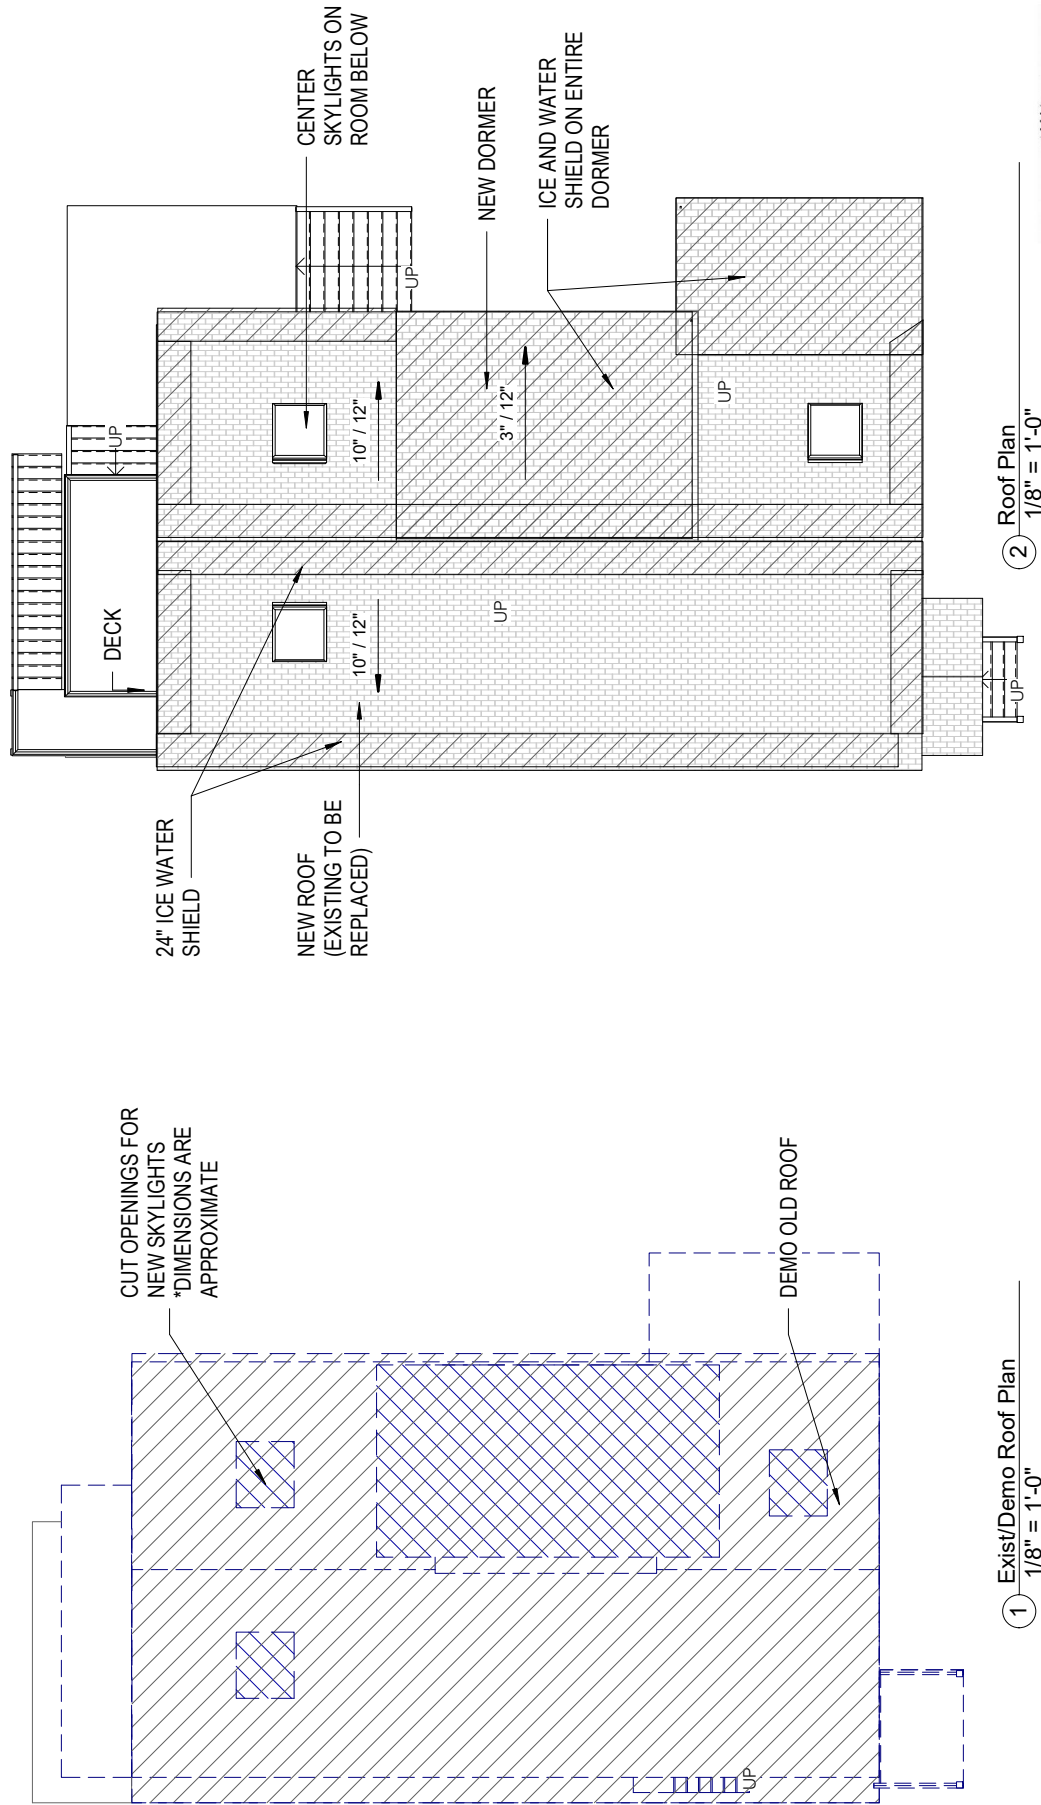 CUT OPENINGS FOR
NEW SKYLIGHTS
*DIMENSIONS ARE
APPROXIMATE
DEMO OLD ROOF
UP
1
Exist/Demo Roof Plan
1/8" = 1'-0"
24" ICE WATER
SHIELD
NEW ROOF
(EXISTING TO BE
REPLACED)
DECK
UP
10" / 12"
UP
UP
10" / 12"
UP
3" / 12"
UP
CENTER
SKYLIGHTS ON
ROOM BELOW
NEW DORMER
ICE AND WATER
SHIELD ON ENTIRE
DORMER
2
Roof Plan
1/8" = 1'-0"